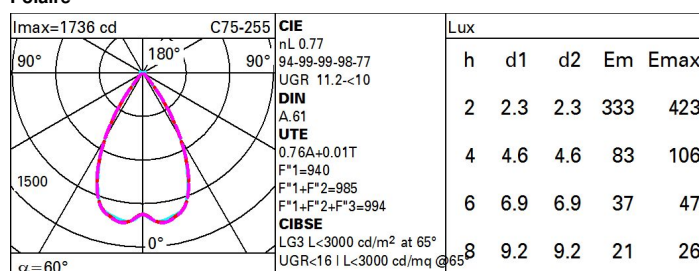 Polaire
Imax=1736 cd C75-255
90° 180° 90°
1500
0°
α=60°
CIE
nL 0.77
94-99-99-98-77
UGR 11.2-<10
DIN
A.61
UTE
0.76A+0.01T
F"1=940
F"1+F"2=985
F"1+F"2+F"3=994
CIBSE
LG3 L<3000 cd/m² at 65°
UGR<16 | L<3000 cd/mq @65°
Lux
h d1 d2 Em Emax
2 2.3 2.3 333 423
4 4.6 4.6 83 106
6 6.9 6.9 37 47
8 9.2 9.2 21 26